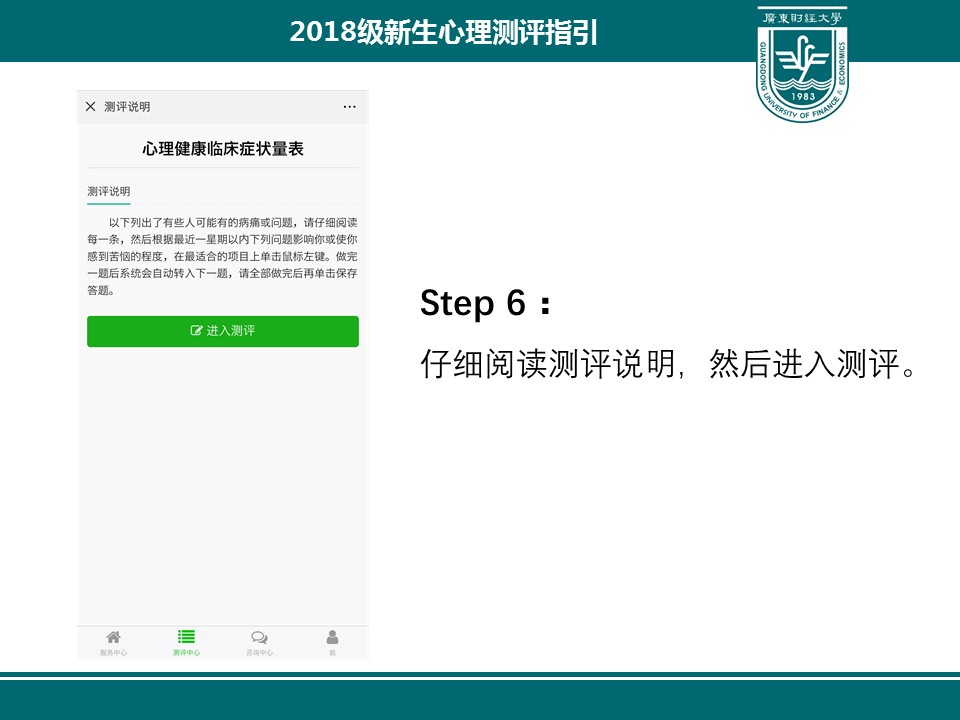 2018级新生心理测评指引
廣東财经大學
GUANGDONG UNIVERSITY OF FINANCE & ECONOMICS
1983
测评说明
心理健康临床症状量表
测评说明
以下列出了有些人可能有的病痛或问题，请仔细阅读
每一条，然后根据最近一星期以内下列问题影响你或使你
感到苦恼的程度，在最适合的项目上单击鼠标左键。做完
一题后系统会自动转入下一题，请全部做完后再单击保存
答题。
进入测评
Step 6：
仔细阅读测评说明，然后进入测评。
服务中心
测评中心
咨询中心
我